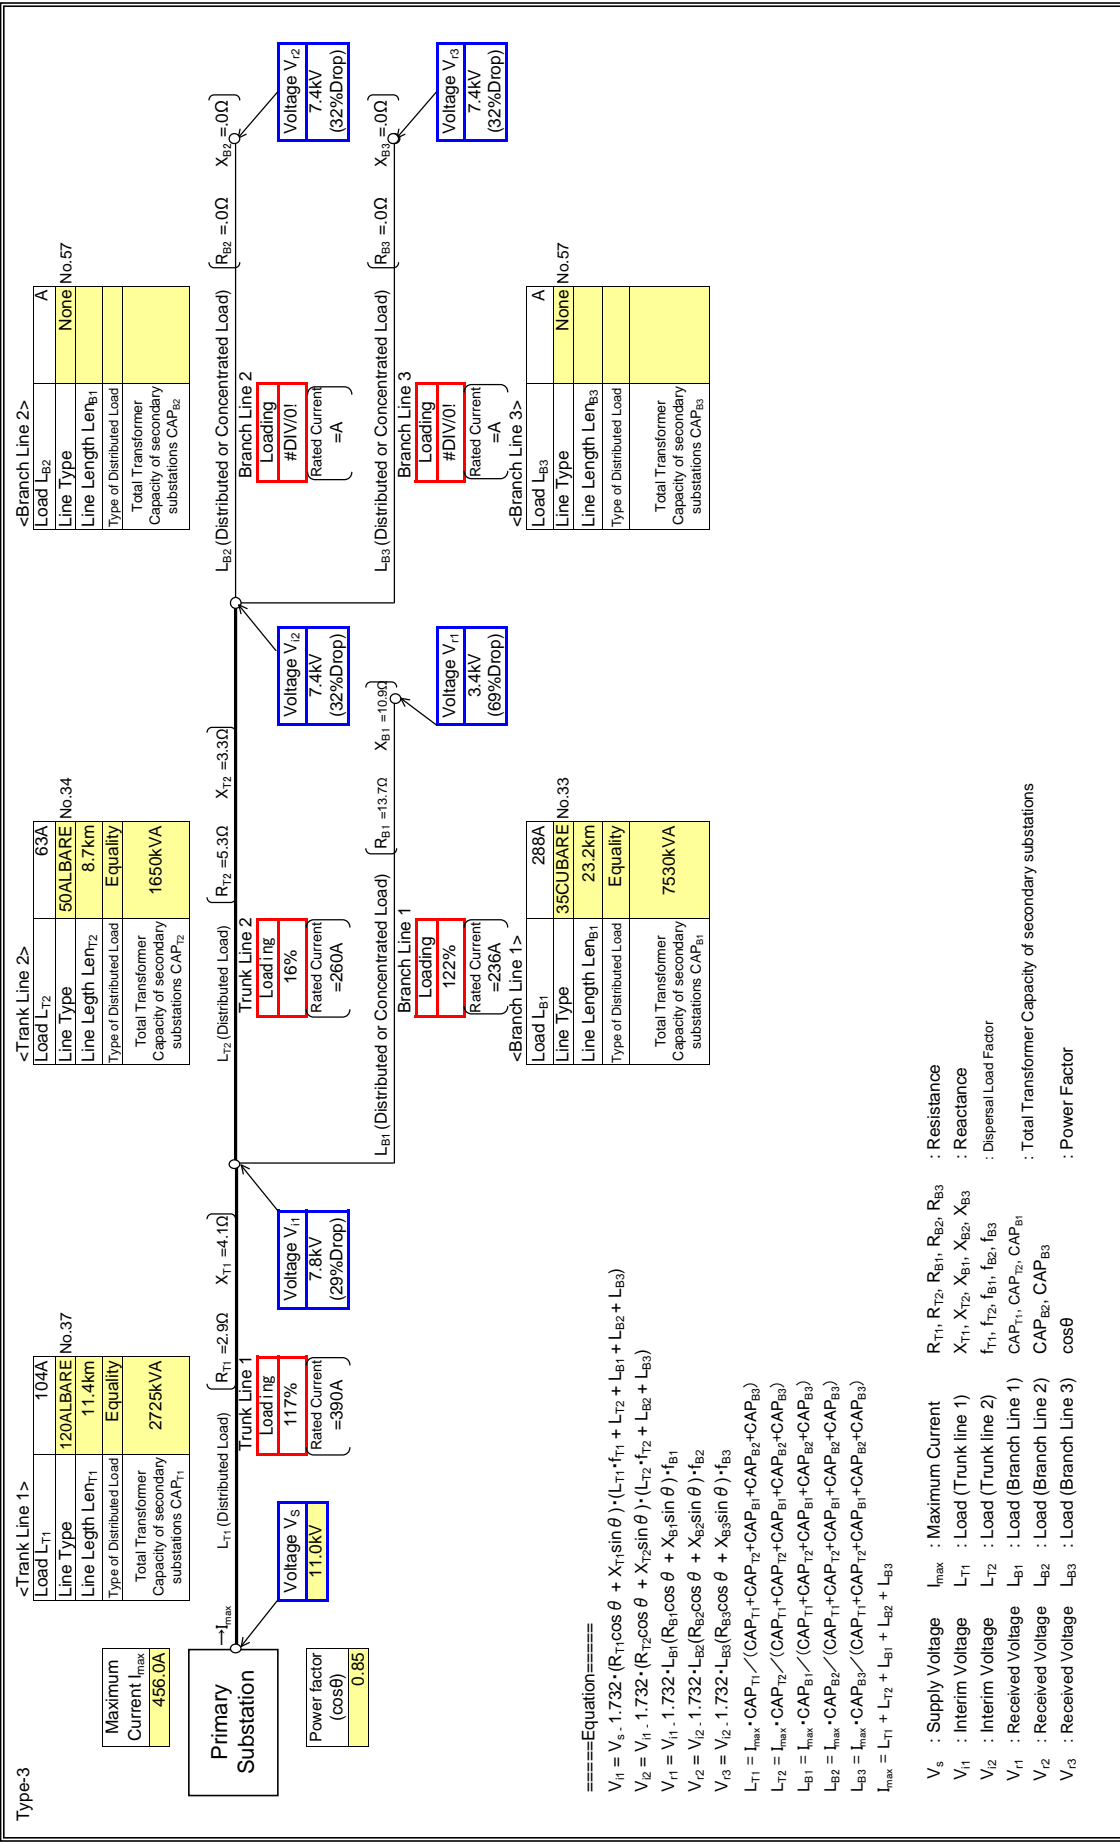 Type-3
Maximum
Current Imax
456.0A
Primary
Substation
Power factor
(cosθ)
0.85
→Imax
Voltage Vs
11.0kV
<Trank Line 1>
Load LT1 104A
Line Type 120ALBARE No.37
Line Legth LenT1 11.4km
Type of Distributed Load Equality
Total Transformer
Capacity of secondary
substations CAPT1
2725kVA
LT1 (Distributed Load)
RT1 =2.9Ω XT1 =4.1Ω
Trunk Line 1
Loading
117%
Rated Current
=390A
Voltage Vi1
7.8kV
(29%Drop)
<Trank Line 2>
Load LT2 63A
Line Type 50ALBARE No.34
Line Legth LenT2 8.7km
Type of Distributed Load Equality
Total Transformer
Capacity of secondary
substations CAPT2
1650kVA
LT2 (Distributed Load)
RT2 =5.3Ω XT2 =3.3Ω
Trunk Line 2
Loading
16%
Rated Current
=260A
Voltage Vi2
7.4kV
(32%Drop)
LB1 (Distributed or Concentrated Load)
RB1 =13.7Ω XB1 =10.9Ω
Branch Line 1
Loading
122%
Rated Current
=236A
Voltage Vr1
3.4kV
(69%Drop)
<Branch Line 1>
Load LB1 288A
Line Type 35CUBARE No.33
Line Length LenB1 23.2km
Type of Distributed Load Equality
Total Transformer
Capacity of secondary
substations CAPB1
7530kVA
<Branch Line 2>
Load LB2 A
Line Type None No.57
Line Length LenB1
Type of Distributed Load
Total Transformer
Capacity of secondary
substations CAPB2
LB2 (Distributed or Concentrated Load)
RB2 =.0Ω XB2 =.0Ω
Branch Line 2
Loading
#DIV/0!
Rated Current
=A
Voltage Vr2
7.4kV
(32%Drop)
LB3 (Distributed or Concentrated Load)
RB3 =.0Ω XB3 =.0Ω
Branch Line 3
Loading
#DIV/0!
Rated Current
=A
Voltage Vr3
7.4kV
(32%Drop)
<Branch Line 3>
Load LB3 A
Line Type None No.57
Line Length LenB3
Type of Distributed Load
Total Transformer
Capacity of secondary
substations CAPB3
=====Equation=====
Vi1 = Vs - 1.732・(RT1cos θ + XT1sin θ)・(LT1・fT1 + LT2 + LB1 + LB2 + LB3)
Vi2 = Vi1 - 1.732・(RT2cos θ + XT2sin θ)・(LT2・fT2 + LB2 + LB3)
Vr1 = Vi1 - 1.732・LB1(RB1cos θ + XB1sin θ)・fB1
Vr2 = Vi2 - 1.732・LB2(RB2cos θ + XB2sin θ)・fB2
Vr3 = Vi2 - 1.732・LB3(RB3cos θ + XB3sin θ)・fB3
LT1 = Imax・CAPT1／(CAPT1+CAPT2+CAPB1+CAPB2+CAPB3)
LT2 = Imax・CAPT2／(CAPT1+CAPT2+CAPB1+CAPB2+CAPB3)
LB1 = Imax・CAPB1／(CAPT1+CAPT2+CAPB1+CAPB2+CAPB3)
LB2 = Imax・CAPB2／(CAPT1+CAPT2+CAPB1+CAPB2+CAPB3)
LB3 = Imax・CAPB3／(CAPT1+CAPT2+CAPB1+CAPB2+CAPB3)
Imax = LT1 + LT2 + LB1 + LB2 + LB3
Vs : Supply Voltage Imax : Maximum Current RT1, RT2, RB1, RB2, RB3 : Resistance
Vi1 : Interim Voltage LT1 : Load (Trunk line 1) XT1, XT2, XB1, XB2, XB3 : Reactance
Vi2 : Interim Voltage LT2 : Load (Trunk line 2) fT1, fT2, fB1, fB2, fB3 : Dispersal Load Factor
Vr1 : Received Voltage LB1 : Load (Branch Line 1) CAPT1, CAPT2, CAPB1
: Total Transformer Capacity of secondary substations
Vr2 : Received Voltage LB2 : Load (Branch Line 2) CAPB2, CAPB3
Vr3 : Received Voltage LB3 : Load (Branch Line 3) cosθ : Power Factor